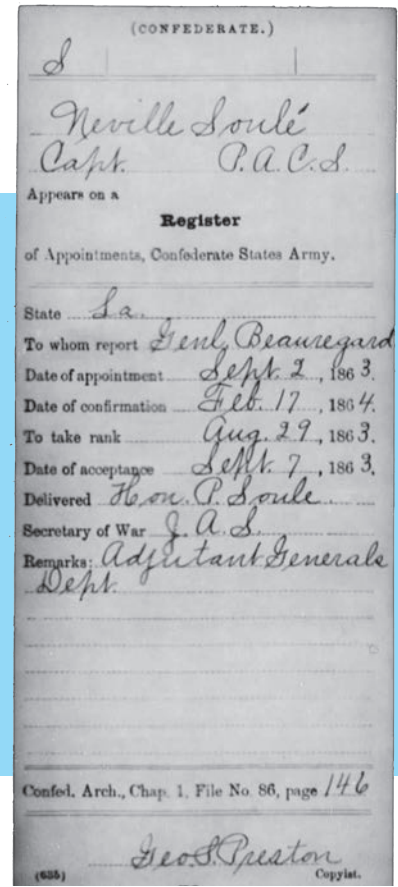 (CONFEDERATE.)
S
Neville Soulé
Capt. P.A.C.S.
Appears on a
Register
of Appointments, Confederate States Army.
State La.
To whom report Genl. Beauregard
Date of appointment Sept. 2, 1863.
Date of confirmation Feb. 17, 1864.
To take rank Aug. 29, 1863.
Date of acceptance Sept. 7, 1863.
Delivered Hon. P. Soule.
Secretary of War J. A. S.
Remarks: Adjutant Generals
Dept.
Confed. Arch., Chap. 1, File No. 86, page 146
Geo. S. Preston
(635) Copyist.